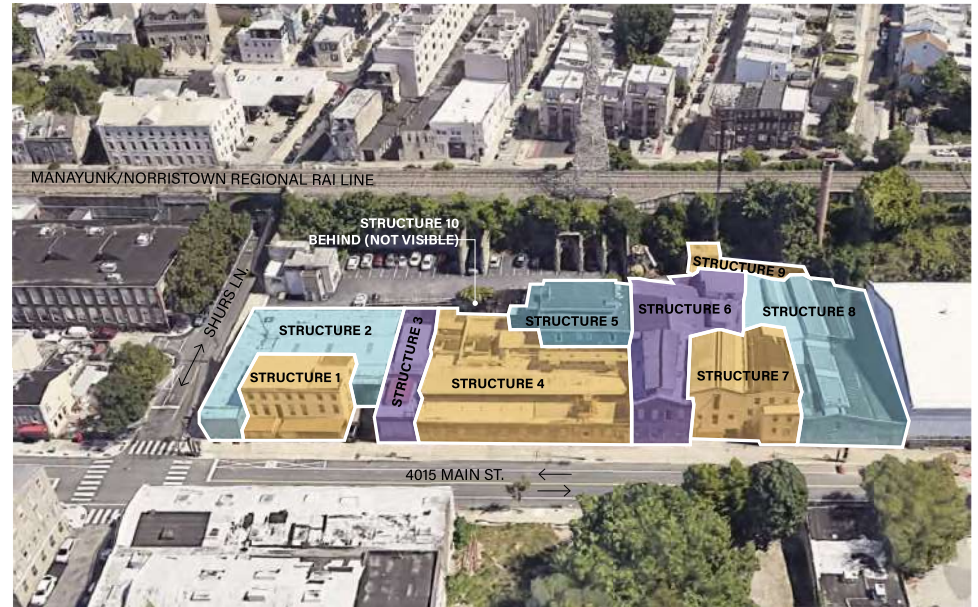 MANAYUNK/NORRISTOWN REGIONAL RAI LINE
STRUCTURE 10
BEHIND (NOT VISIBLE)
SHURS LN.
STRUCTURE 9
STRUCTURE 2
STRUCTURE 3
STRUCTURE 5
STRUCTURE 6
STRUCTURE 8
STRUCTURE 1
STRUCTURE 4
STRUCTURE 7
4015 MAIN ST.